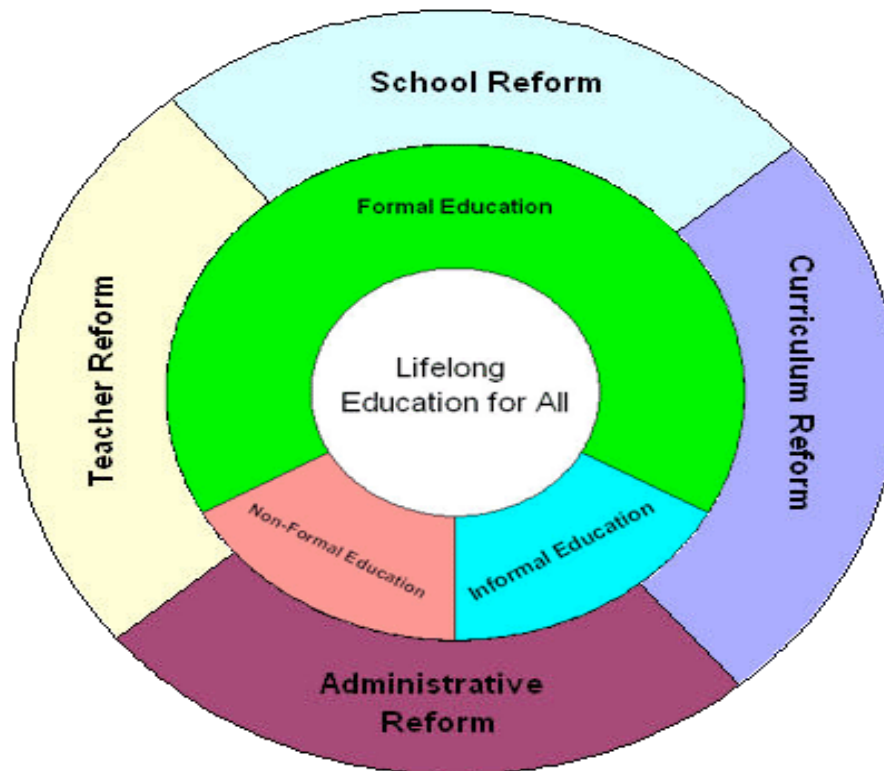 School Reform
Formal Education
Curriculum Reform
Teacher Reform
Lifelong
Education for All
Non-Formal Education
Informal Education
Administrative
Reform